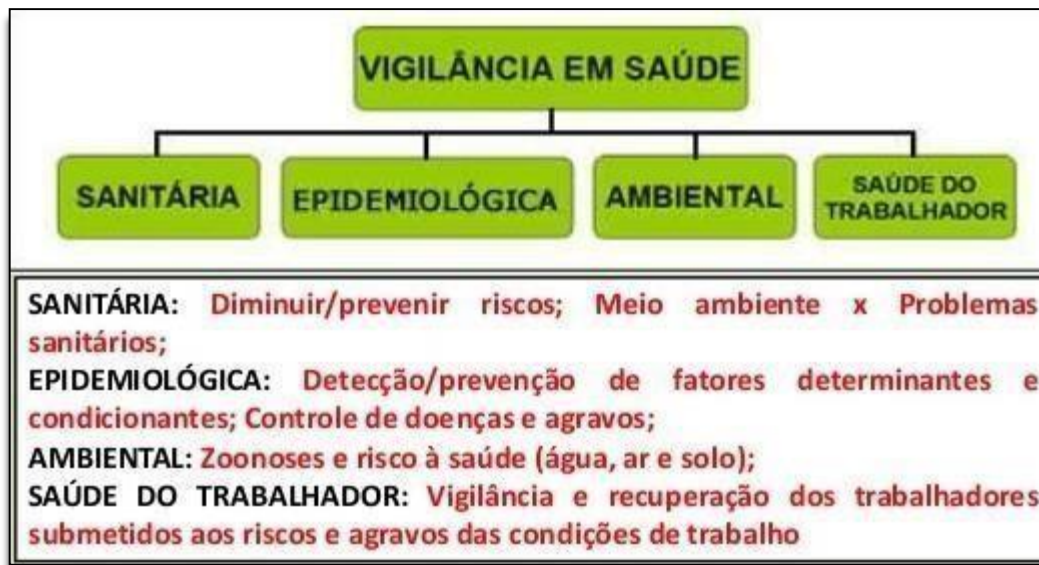 VIGILÂNCIA EM SAÚDE
SANITÁRIA
EPIDEMIOLÓGICA
AMBIENTAL
SAÚDE DO
TRABALHADOR
SANITÁRIA: Diminuir/prevenir riscos; Meio ambiente x Problemas
sanitários;
EPIDEMIOLÓGICA: Detecção/prevenção de fatores determinantes e
condicionantes; Controle de doenças e agravos;
AMBIENTAL: Zoonoses e risco à saúde (água, ar e solo);
SAÚDE DO TRABALHADOR: Vigilância e recuperação dos trabalhadores
submetidos aos riscos e agravos das condições de trabalho